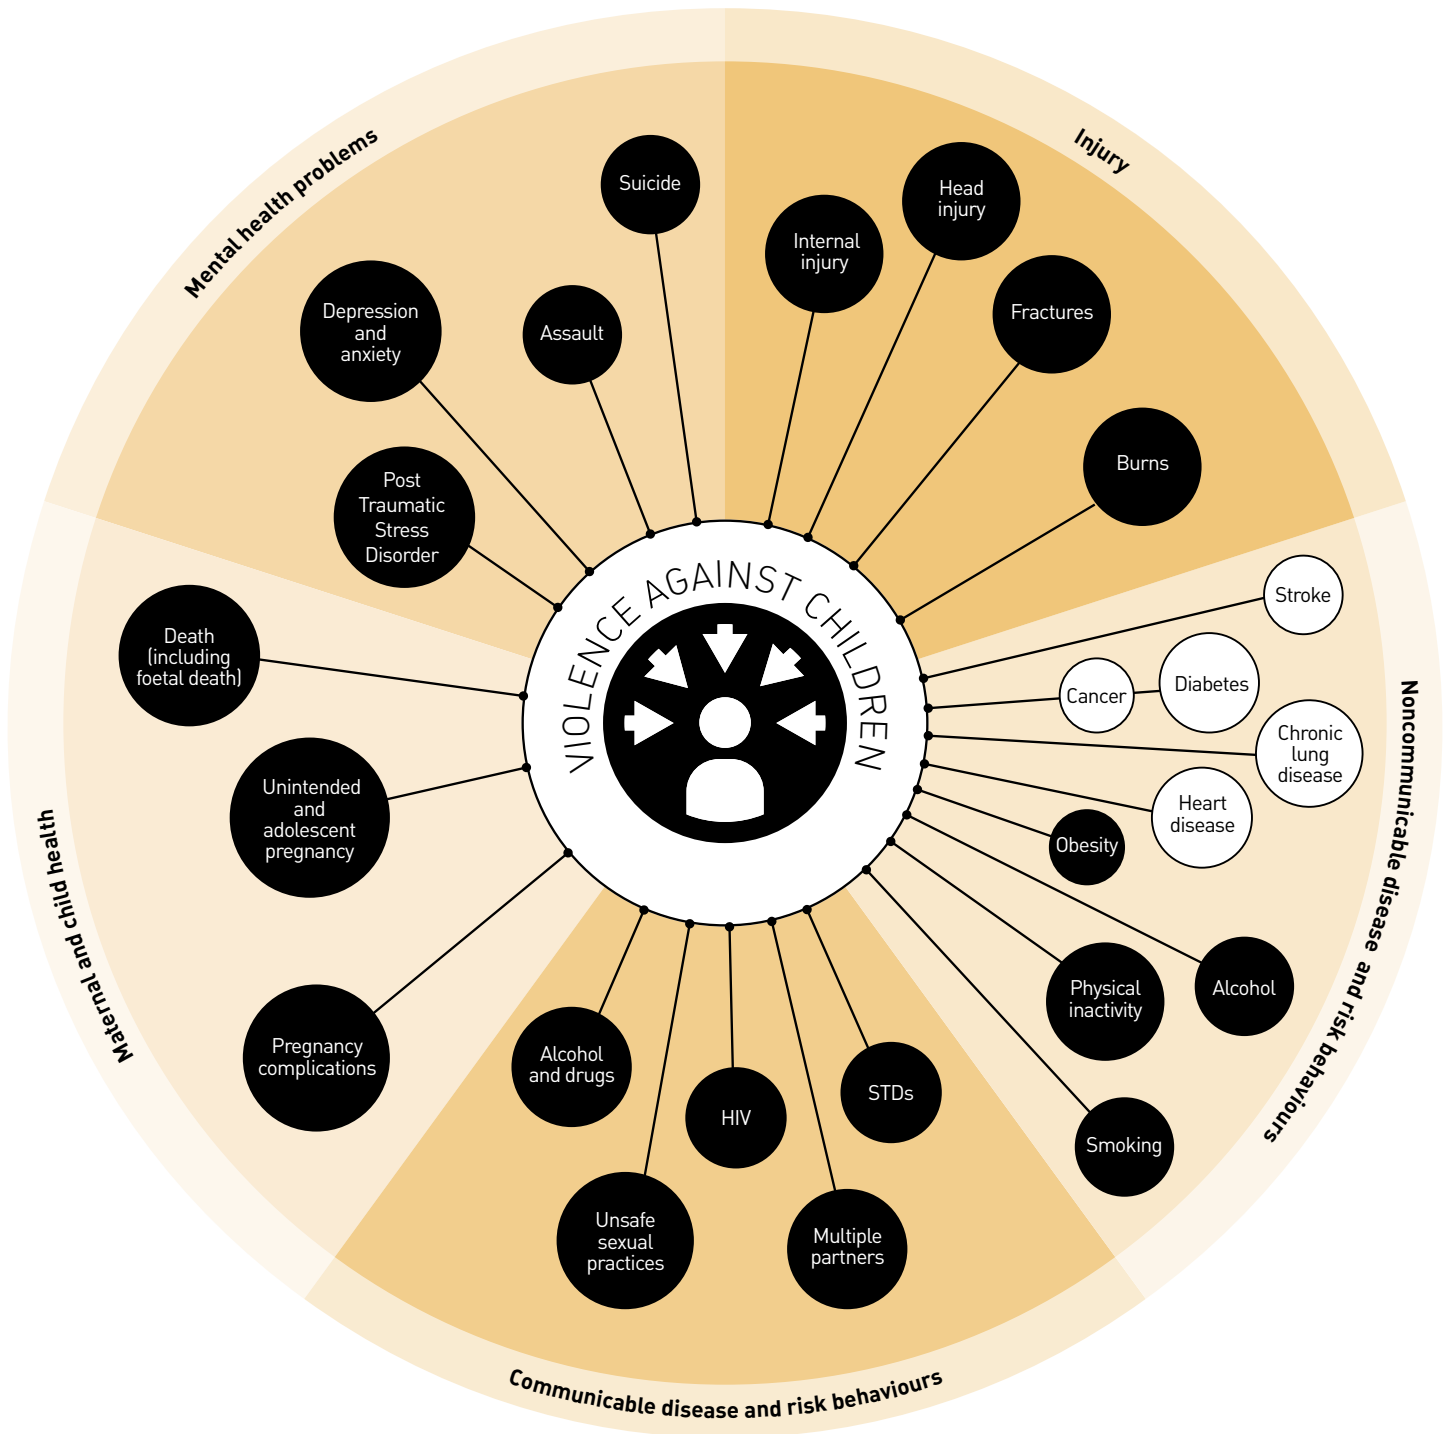 VIOLENCE AGAINST CHILDREN
Mental health problems
Suicide
Assault
Depression
and
anxiety
Post
Traumatic
Stress
Disorder
Injury
Internal
injury
Head
injury
Fractures
Burns
Noncommunicable disease and risk behaviours
Stroke
Cancer
Diabetes
Chronic
lung
disease
Heart
disease
Obesity
Alcohol
Physical
inactivity
Smoking
Communicable disease and risk behaviours
STDs
Multiple
partners
HIV
Unsafe
sexual
practices
Alcohol
and drugs
Maternal and child health
Pregnancy
complications
Unintended
and
adolescent
pregnancy
Death
(including
foetal death)